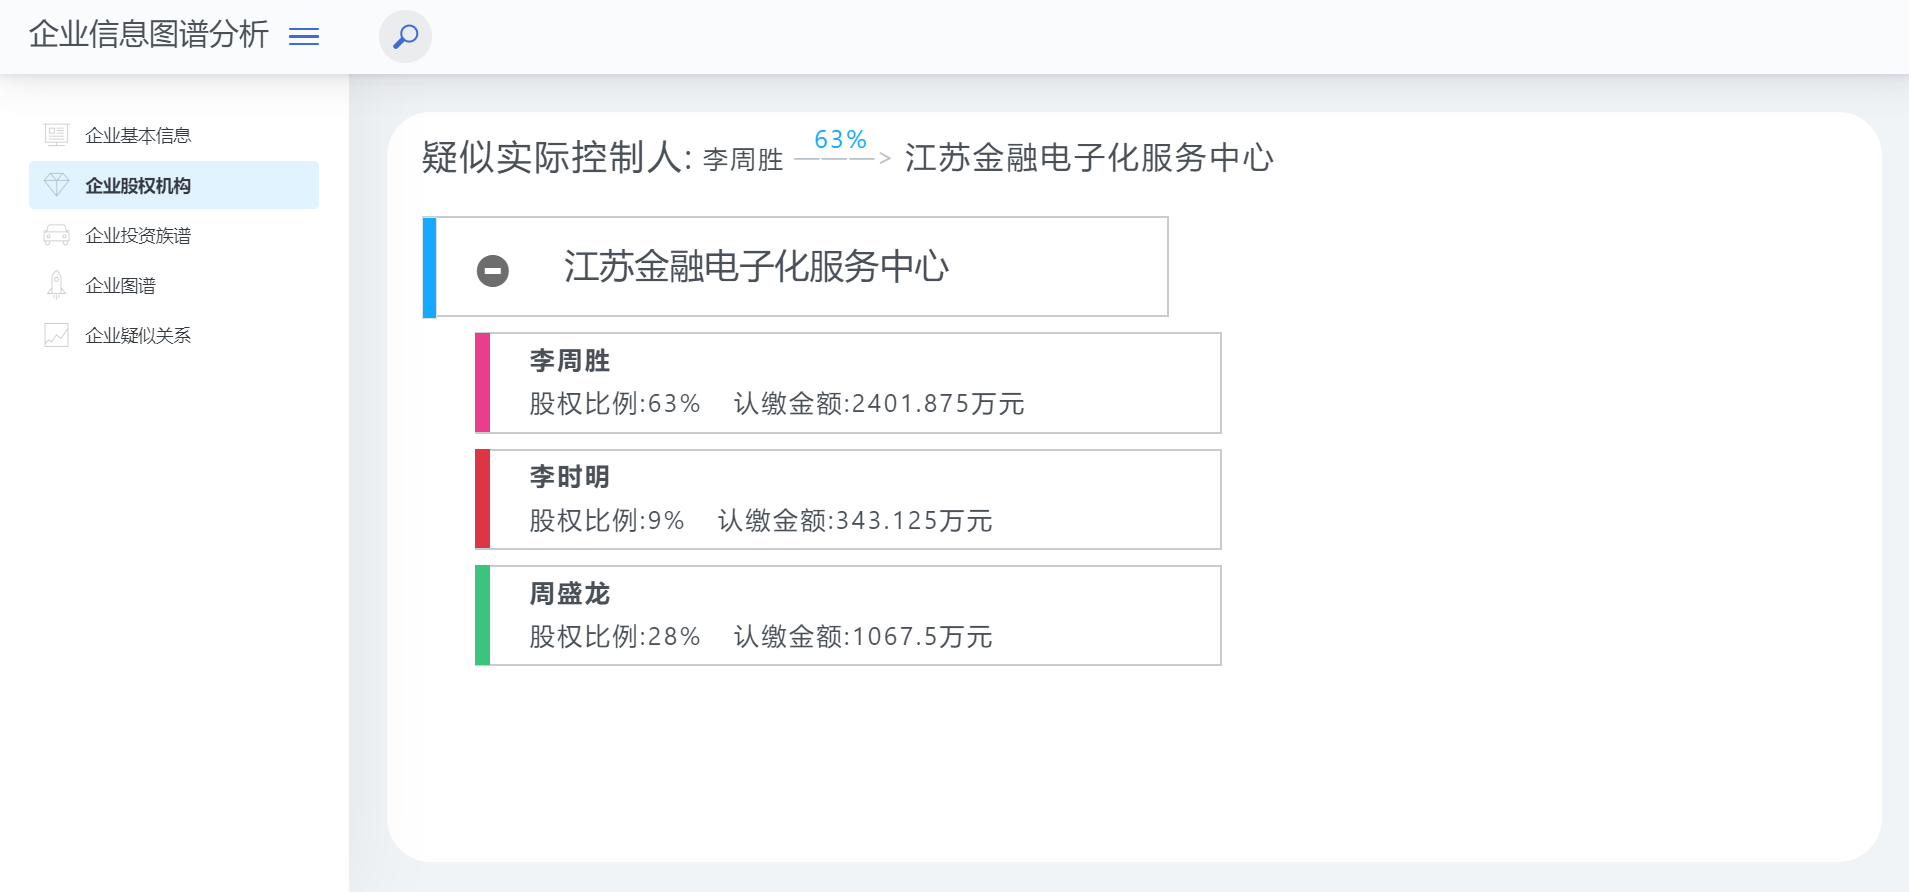 企业信息图谱分析
企业基本信息
企业股权机构
企业投资族谱
企业图谱
企业疑似关系
疑似实际控制人: 李周胜 63% ———> 江苏金融电子化服务中心
江苏金融电子化服务中心
李周胜
股权比例:63% 认缴金额:2401.875万元
李时明
股权比例:9% 认缴金额:343.125万元
周盛龙
股权比例:28% 认缴金额:1067.5万元